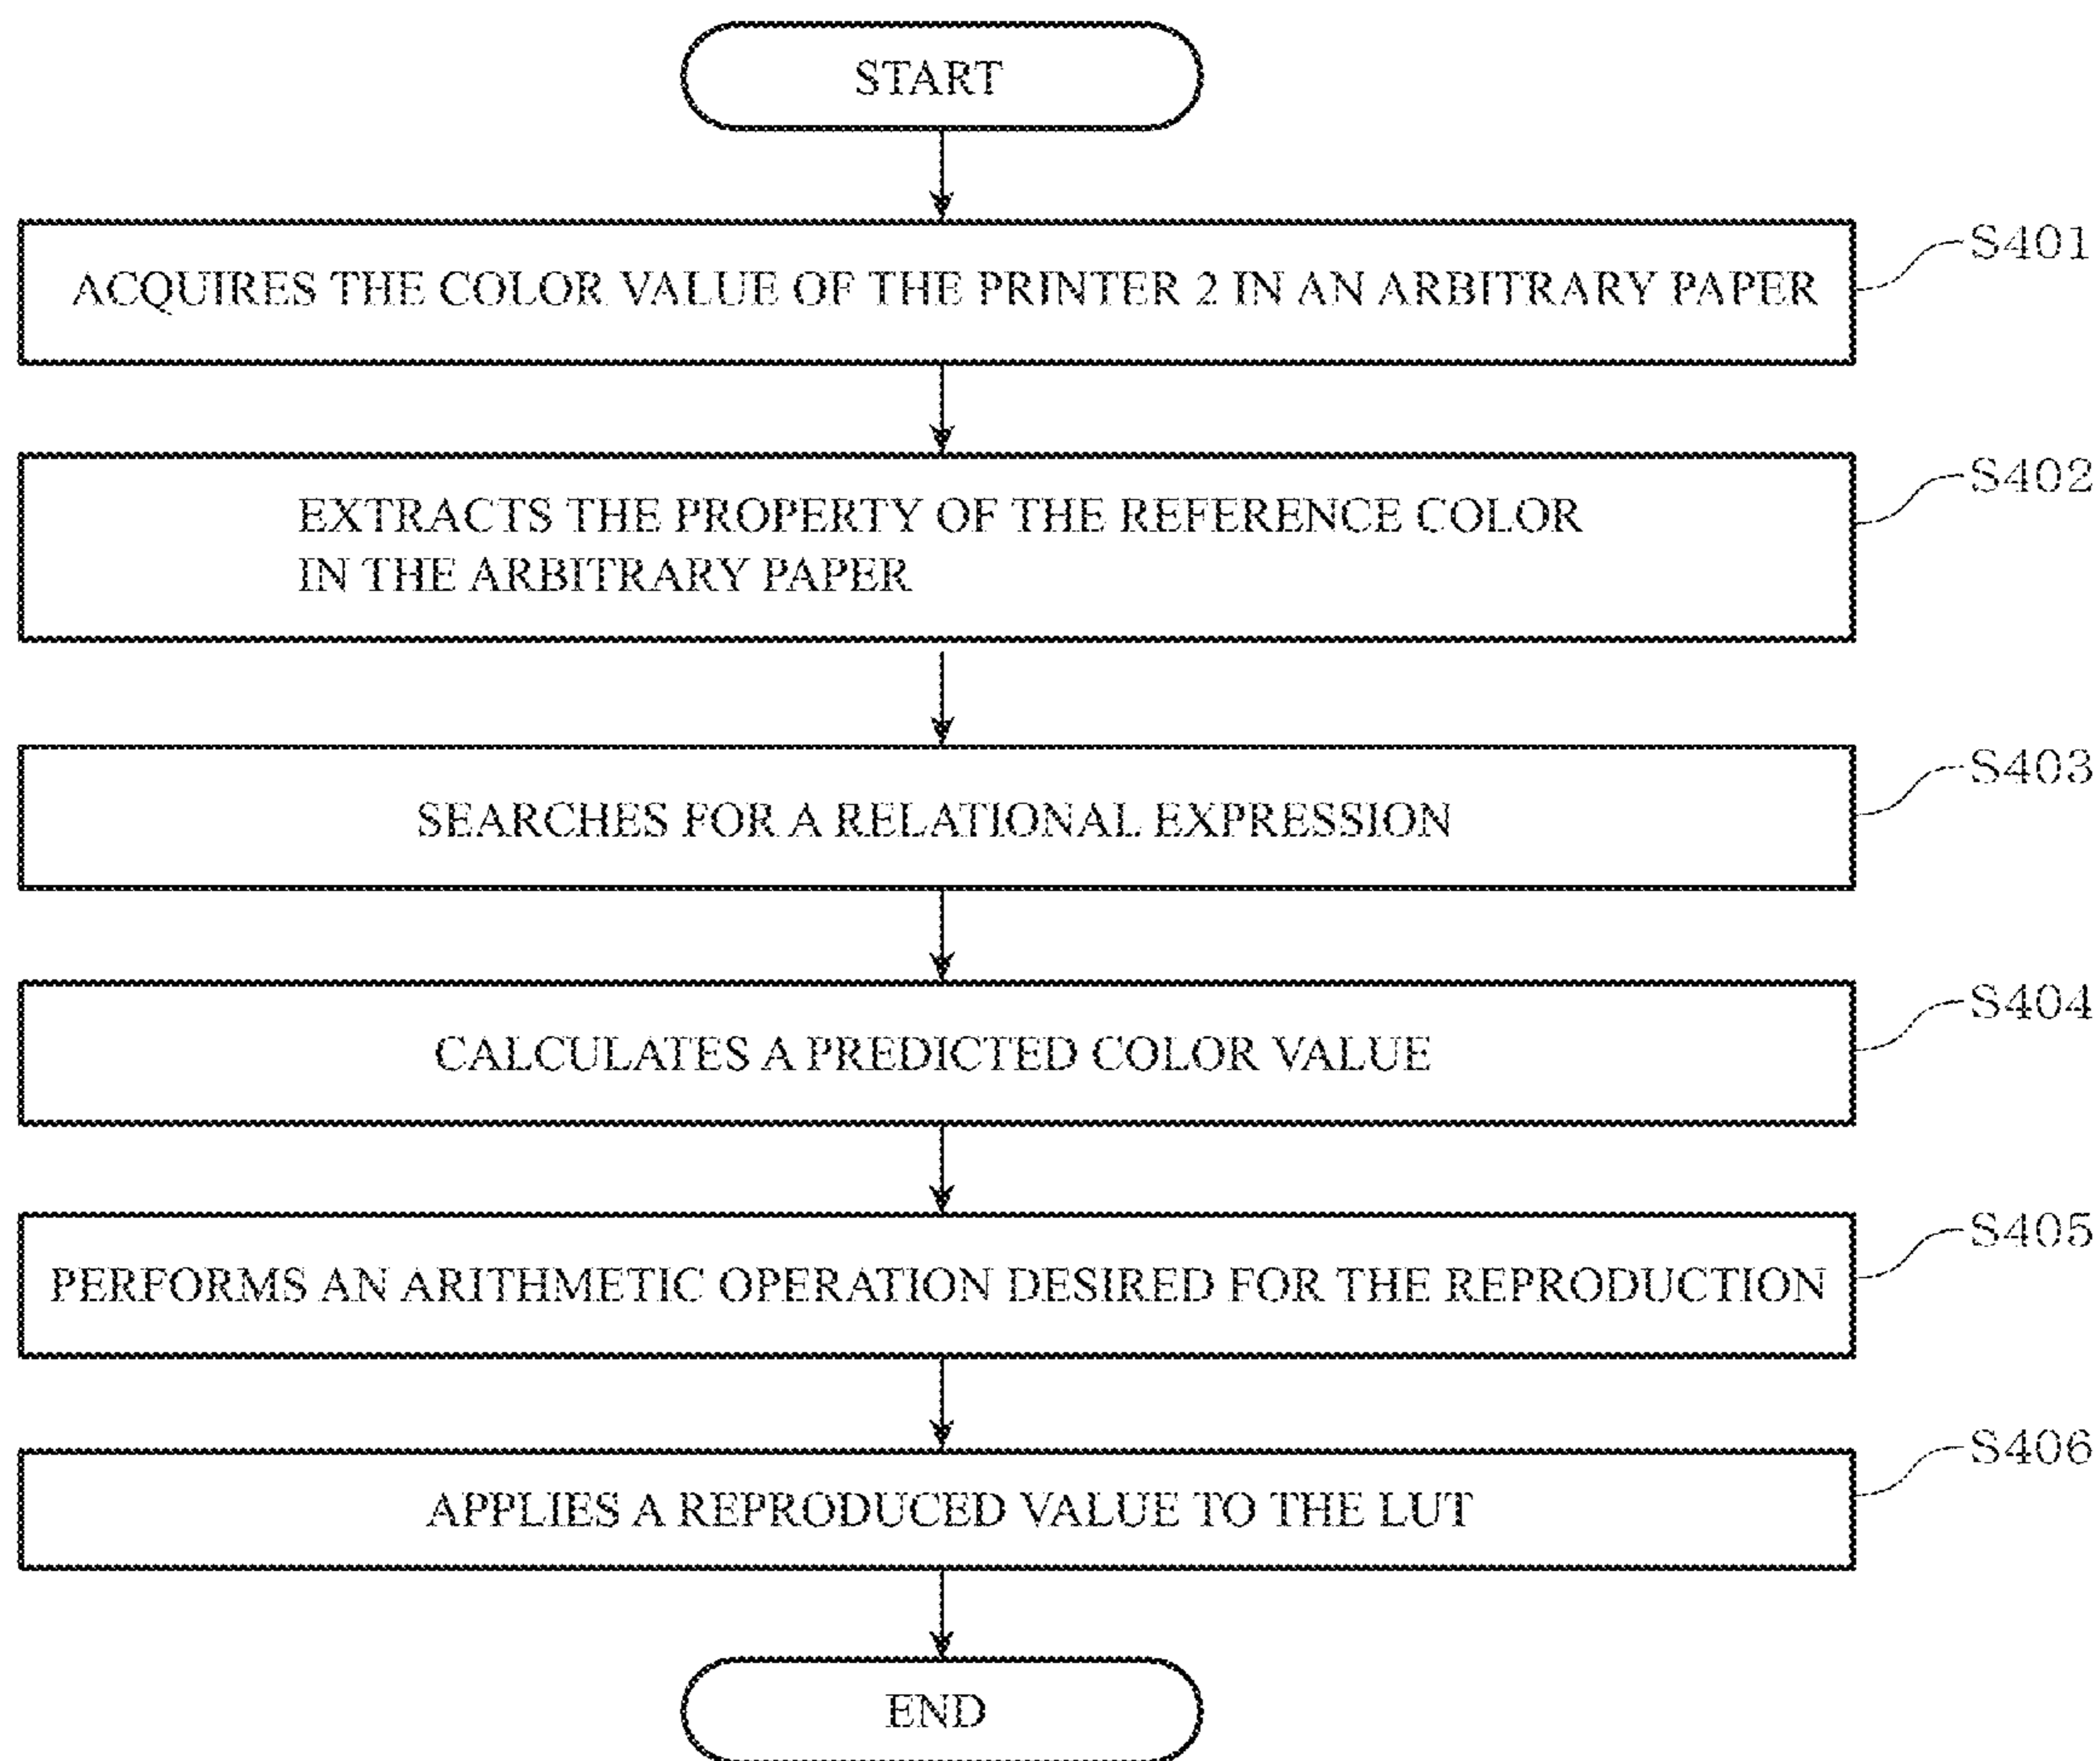 START
ACQUIRES THE COLOR VALUE OF THE PRINTER 2 IN AN ARBITRARY PAPER
S401
EXTRACTS THE PROPERTY OF THE REFERENCE COLOR
IN THE ARBITRARY PAPER
S402
SEARCHES FOR A RELATIONAL EXPRESSION
S403
CALCULATES A PREDICTED COLOR VALUE
S404
PERFORMS AN ARITHMETIC OPERATION DESIRED FOR THE REPRODUCTION
S405
APPLIES A REPRODUCED VALUE TO THE LUT
S406
END